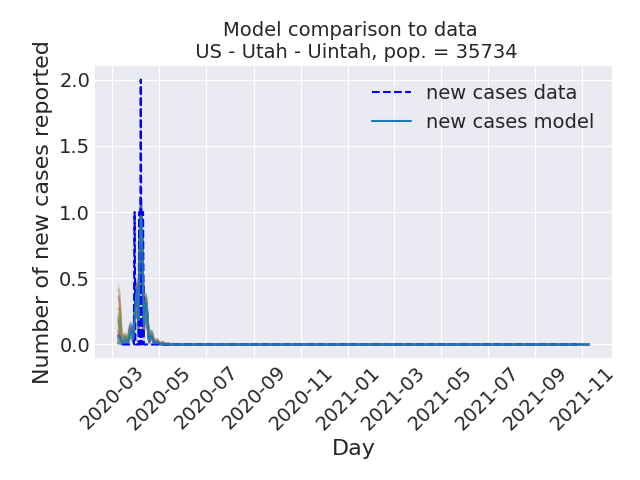 Model comparison to data
US - Utah - Uintah, pop. = 35734
Number of new cases reported
2.0
1.5
1.0
0.5
0.0
new cases data
new cases model
2020-03
2020-05
2020-07
2020-09
2020-11
2021-01
2021-03
2021-05
2021-07
2021-09
2021-11
Day